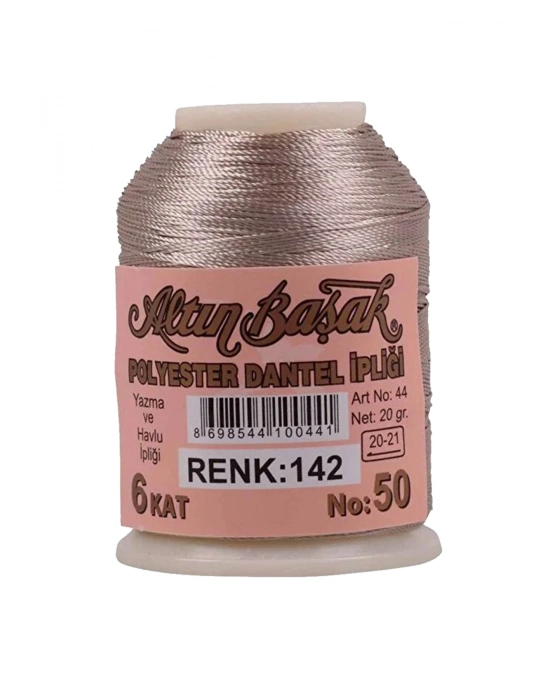 Altın Başak®
POLYESTER DANTEL İPLİĞİ
Yazma
ve
Havlu
İpliği
8 698544 100441
Art No: 44
Net: 20 gr.
20-21
RENK:142
6 KAT
No: 50